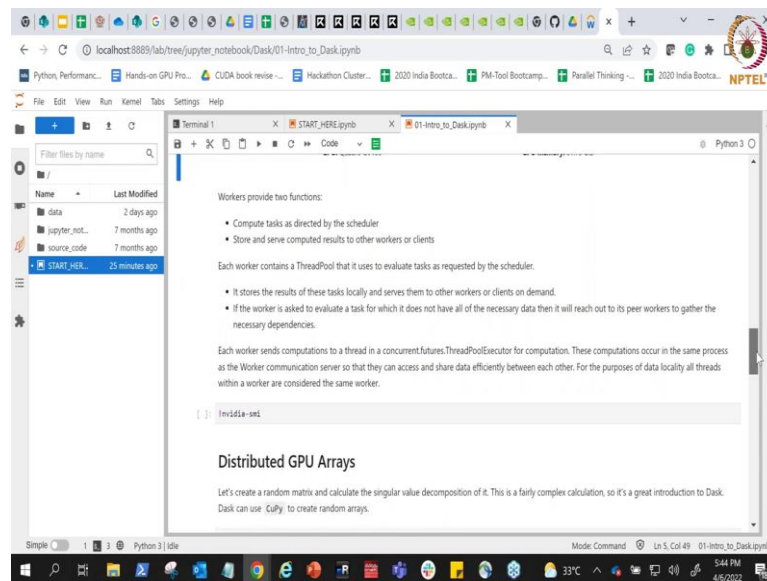 localhost:8889/lab/tree/jupyter_notebook/Dask/01-Intro_to_Dask.ipynb
Python, Performanc...
Hands-on GPU Pro...
CUDA book revise -...
Hackathon Cluster...
2020 India Bootca...
PM-Tool Bootcamp...
Parallel Thinking -...
2020 India Bootca...
NPTEL
File Edit View Run Kernel Tabs Settings Help
Terminal 1
START_HERE.ipynb
01-Intro_to_Dask.ipynb
Code
Python 3
Filter files by name
/
Name
Last Modified
data
2 days ago
jupyter_not...
7 months ago
source_code
7 months ago
START_HER...
25 minutes ago
Workers provide two functions:
• Compute tasks as directed by the scheduler
• Store and serve computed results to other workers or clients
Each worker contains a ThreadPool that it uses to evaluate tasks as requested by the scheduler.
• It stores the results of these tasks locally and serves them to other workers or clients on demand.
• If the worker is asked to evaluate a task for which it does not have all of the necessary data then it will reach out to its peer workers to gather the
necessary dependencies.
Each worker sends computations to a thread in a concurrent.futures.ThreadPoolExecutor for computation. These computations occur in the same process
as the Worker communication server so that they can access and share data efficiently between each other. For the purposes of data locality all threads
within a worker are considered the same worker.
[ ]: !nvidia-smi
Distributed GPU Arrays
Let's create a random matrix and calculate the singular value decomposition of it. This is a fairly complex calculation, so it's a great introduction to Dask.
Dask can use CuPy to create random arrays.
Simple
1
3
Python 3 | Idle
Mode: Command
Ln 5, Col 49
01-Intro_to_Dask.ipyn
33°C
5:44 PM
4/6/2022